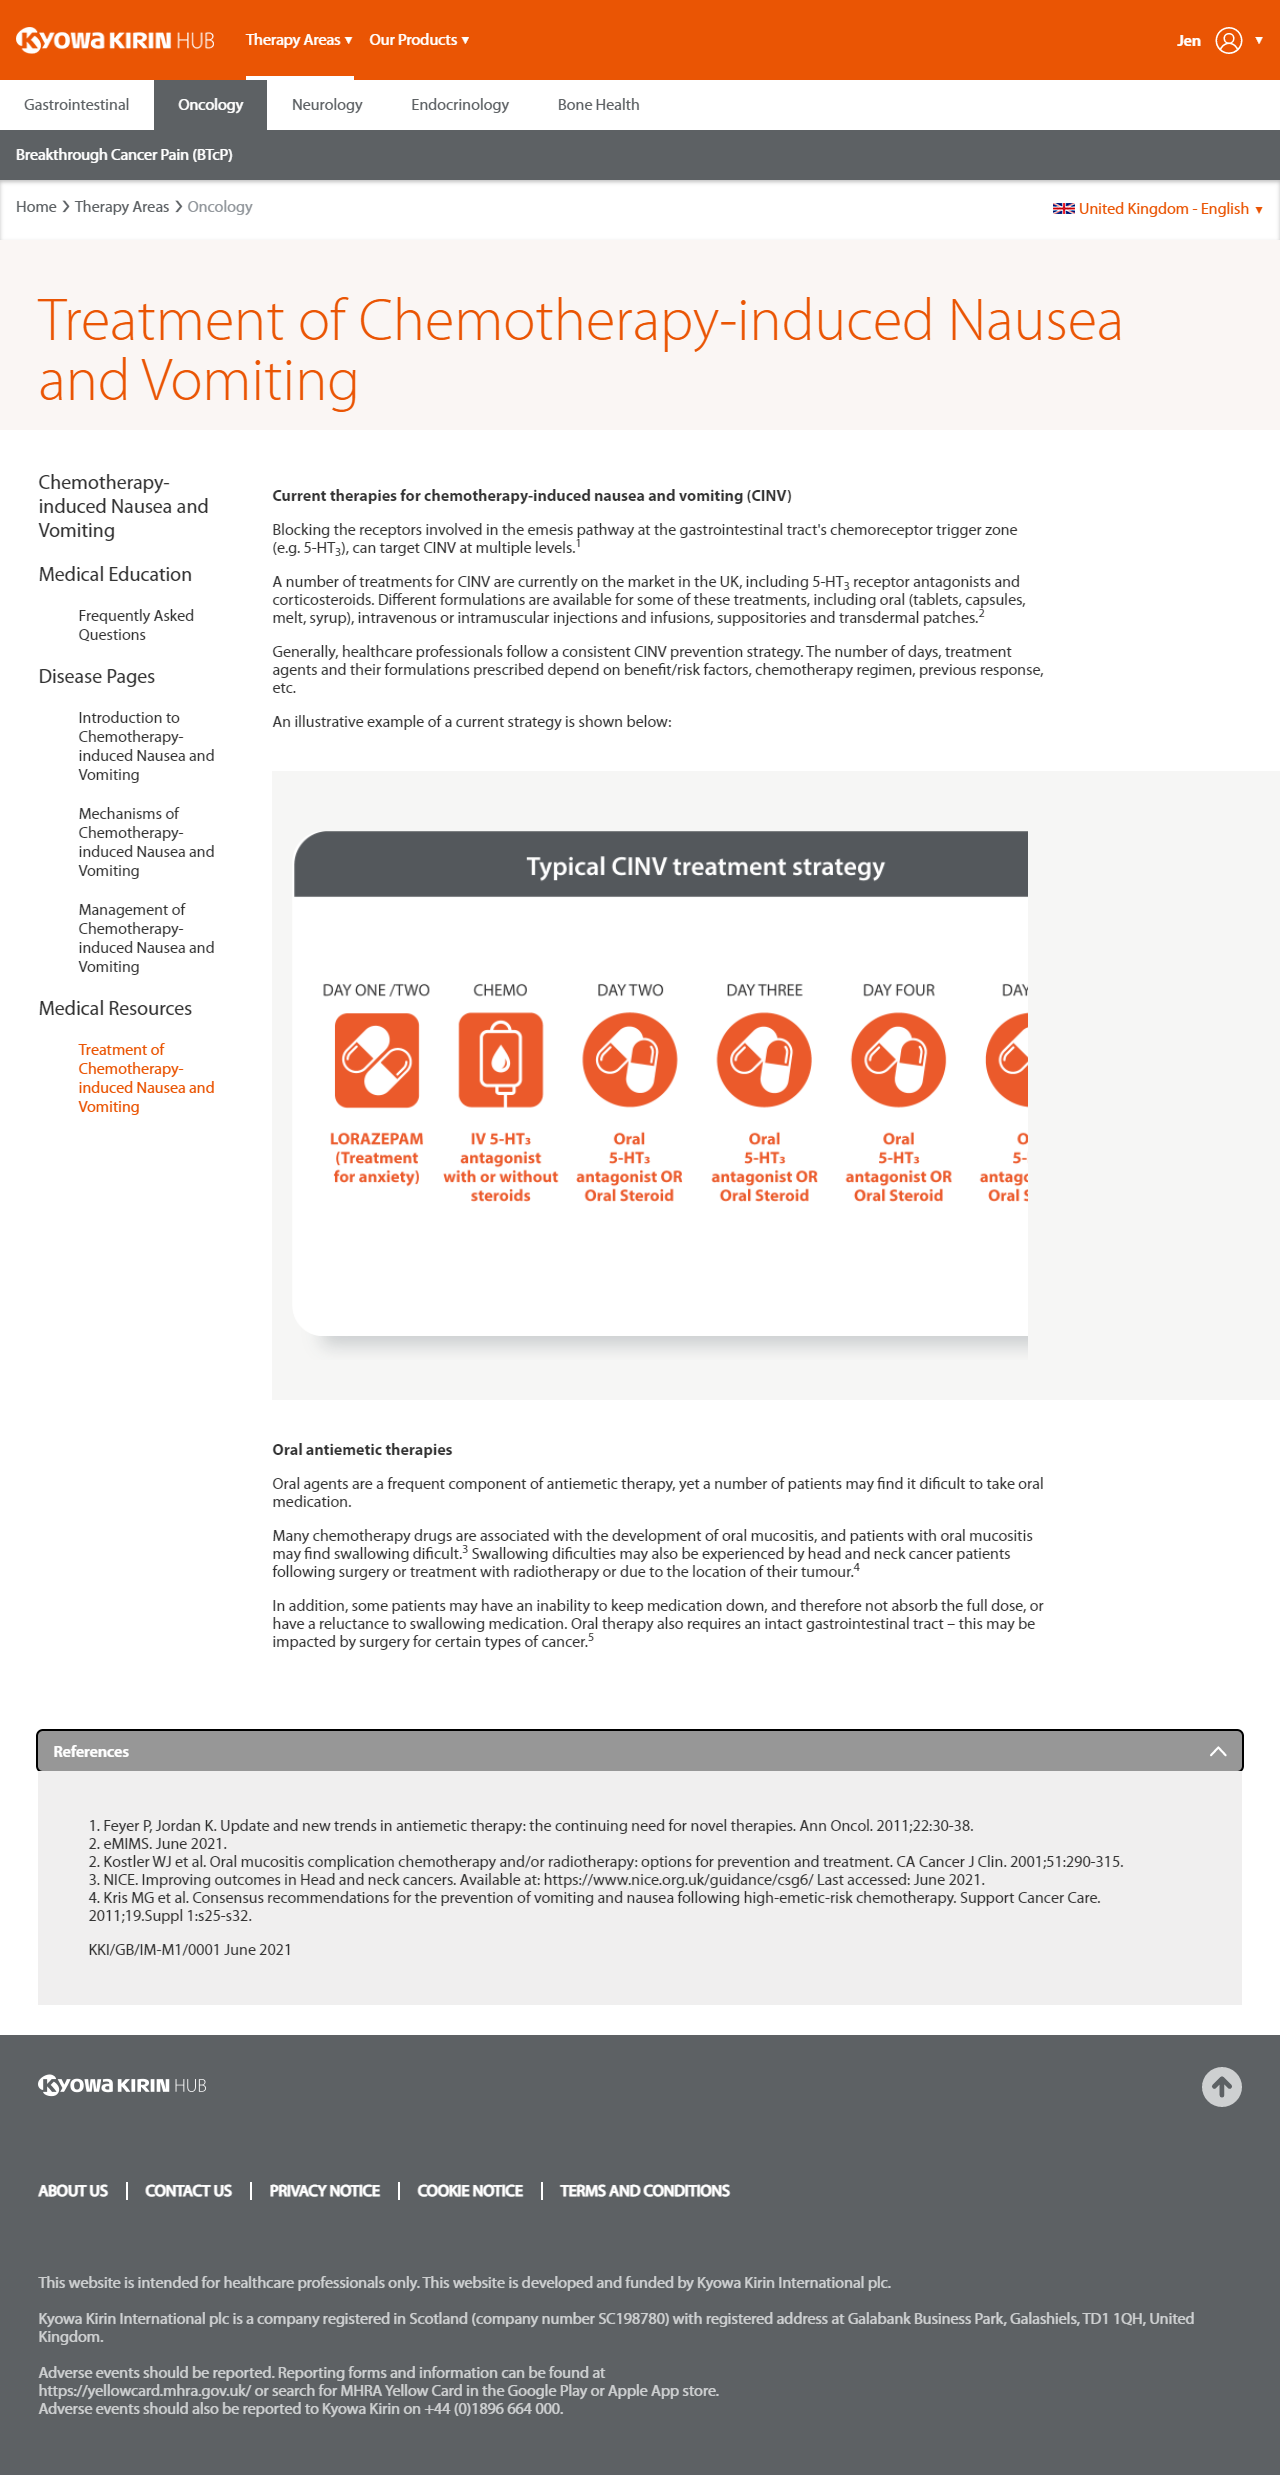 KYOWA KIRIN HUB
Therapy Areas ▼ Our Products ▼
Jen ▼
Gastrointestinal Oncology Neurology Endocrinology Bone Health
Breakthrough Cancer Pain (BTcP)
Home > Therapy Areas > Oncology
United Kingdom - English ▼
Treatment of Chemotherapy-induced Nausea
and Vomiting
Chemotherapy-
induced Nausea and
Vomiting
Medical Education
Frequently Asked
Questions
Disease Pages
Introduction to
Chemotherapy-
induced Nausea and
Vomiting
Mechanisms of
Chemotherapy-
induced Nausea and
Vomiting
Management of
Chemotherapy-
induced Nausea and
Vomiting
Medical Resources
Treatment of
Chemotherapy-
induced Nausea and
Vomiting
Current therapies for chemotherapy-induced nausea and vomiting (CINV)
Blocking the receptors involved in the emesis pathway at the gastrointestinal tract's chemoreceptor trigger zone
(e.g. 5-HT₃), can target CINV at multiple levels.¹
A number of treatments for CINV are currently on the market in the UK, including 5-HT₃ receptor antagonists and
corticosteroids. Different formulations are available for some of these treatments, including oral (tablets, capsules,
melt, syrup), intravenous or intramuscular injections and infusions, suppositories and transdermal patches.²
Generally, healthcare professionals follow a consistent CINV prevention strategy. The number of days, treatment
agents and their formulations prescribed depend on benefit/risk factors, chemotherapy regimen, previous response,
etc.
An illustrative example of a current strategy is shown below:
Typical CINV treatment strategy
DAY ONE /TWO CHEMO DAY TWO DAY THREE DAY FOUR DAY
LORAZEPAM IV 5-HT₃ Oral Oral Oral O
(Treatment antagonist 5-HT₃ 5-HT₃ 5-HT₃ 5-
for anxiety) with or without antagonist OR antagonist OR antagonist OR antag
steroids Oral Steroid Oral Steroid Oral Steroid Oral S
Oral antiemetic therapies
Oral agents are a frequent component of antiemetic therapy, yet a number of patients may find it dificult to take oral
medication.
Many chemotherapy drugs are associated with the development of oral mucositis, and patients with oral mucositis
may find swallowing dificult.³ Swallowing dificulties may also be experienced by head and neck cancer patients
following surgery or treatment with radiotherapy or due to the location of their tumour.⁴
In addition, some patients may have an inability to keep medication down, and therefore not absorb the full dose, or
have a reluctance to swallowing medication. Oral therapy also requires an intact gastrointestinal tract – this may be
impacted by surgery for certain types of cancer.⁵
References
1. Feyer P, Jordan K. Update and new trends in antiemetic therapy: the continuing need for novel therapies. Ann Oncol. 2011;22:30-38.
2. eMIMS. June 2021.
2. Kostler WJ et al. Oral mucositis complication chemotherapy and/or radiotherapy: options for prevention and treatment. CA Cancer J Clin. 2001;51:290-315.
3. NICE. Improving outcomes in Head and neck cancers. Available at: https://www.nice.org.uk/guidance/csg6/ Last accessed: June 2021.
4. Kris MG et al. Consensus recommendations for the prevention of vomiting and nausea following high-emetic-risk chemotherapy. Support Cancer Care.
2011;19.Suppl 1:s25-s32.
KKI/GB/IM-M1/0001 June 2021
KYOWA KIRIN HUB
ABOUT US | CONTACT US | PRIVACY NOTICE | COOKIE NOTICE | TERMS AND CONDITIONS
This website is intended for healthcare professionals only. This website is developed and funded by Kyowa Kirin International plc.
Kyowa Kirin International plc is a company registered in Scotland (company number SC198780) with registered address at Galabank Business Park, Galashiels, TD1 1QH, United
Kingdom.
Adverse events should be reported. Reporting forms and information can be found at
https://yellowcard.mhra.gov.uk/ or search for MHRA Yellow Card in the Google Play or Apple App store.
Adverse events should also be reported to Kyowa Kirin on +44 (0)1896 664 000.